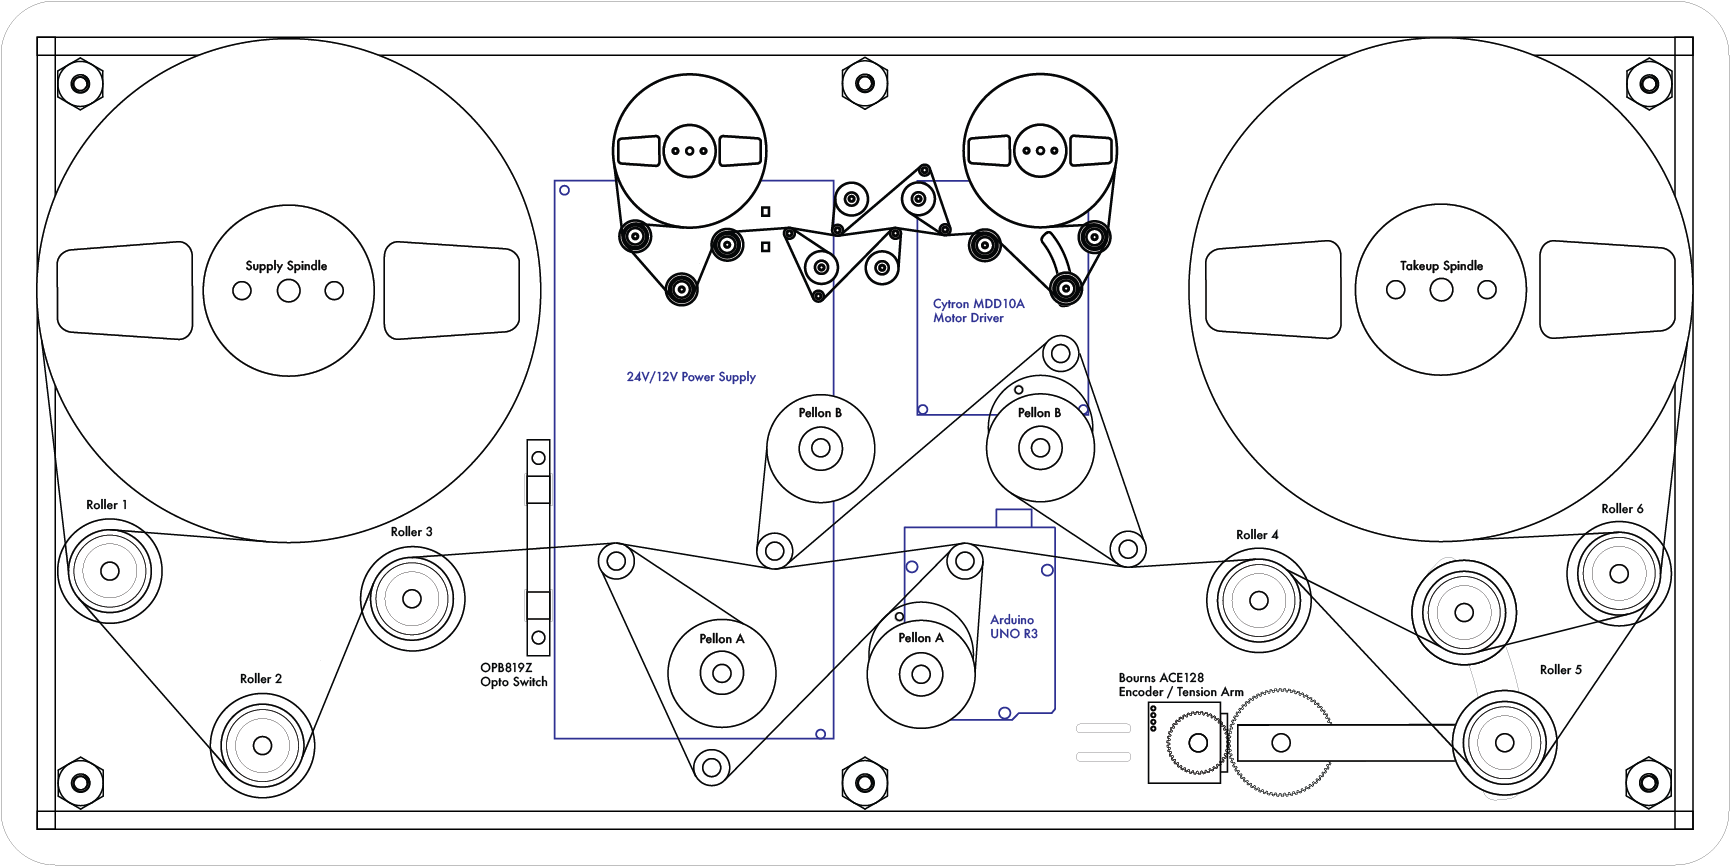 Supply Spindle
Takeup Spindle
Cytron MDD10A
Motor Driver
24V/12V Power Supply
Pellon B
Pellon B
Roller 1
Roller 3
Roller 4
Roller 6
Pellon A
Pellon A
Arduino
UNO R3
OPB819Z
Opto Switch
Roller 2
Roller 5
Bourns ACE128
Encoder / Tension Arm